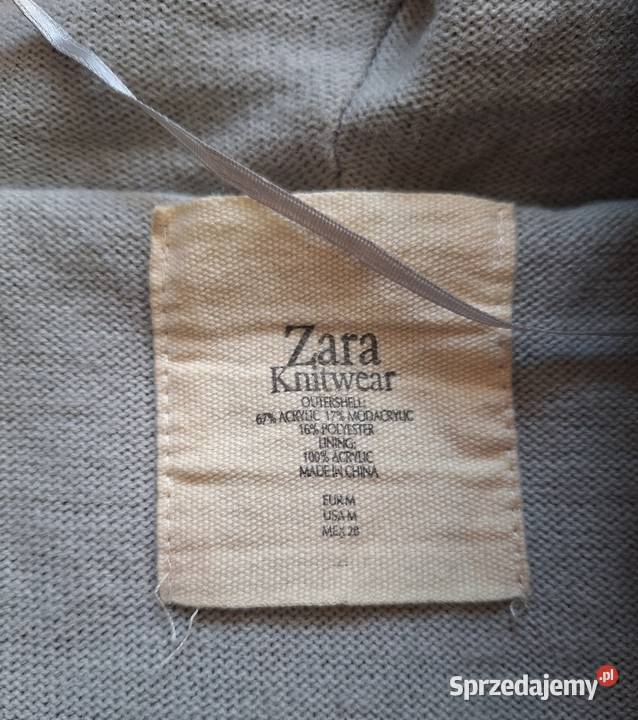 Zara
Knitwear
OUTERSHELL:
67% ACRYLIC 17% MODACRYLIC
16% POLYESTER
LINING:
100% ACRYLIC
MADE IN CHINA
EUR M
USA M
MEX 28
Sprzedajemy.pl